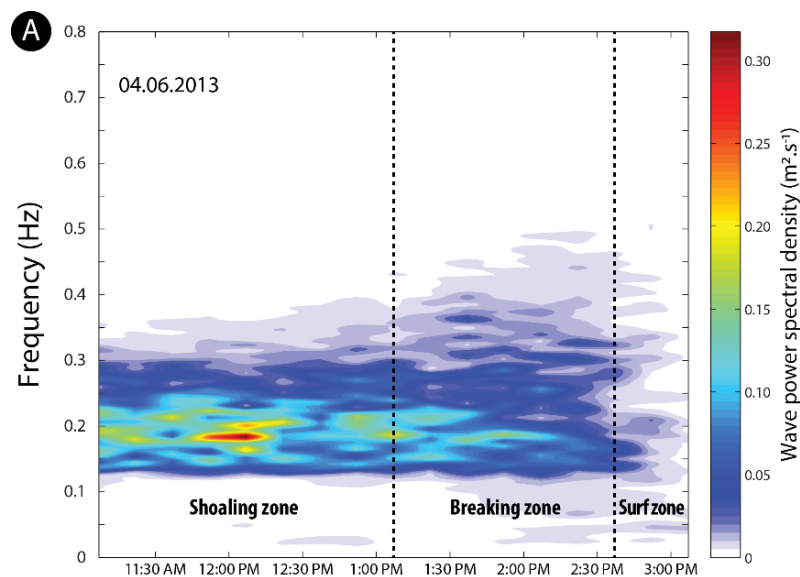 A
04.06.2013
Frequency (Hz)
0.8
0.7
0.6
0.5
0.4
0.3
0.2
0.1
0
Shoaling zone
Breaking zone
Surf zone
11:30 AM
12:00 PM
12:30 PM
1:00 PM
1:30 PM
2:00 PM
2:30 PM
3:00 PM
0.30
0.25
0.20
0.15
0.10
0.05
0
Wave power spectral density (m².s⁻¹)